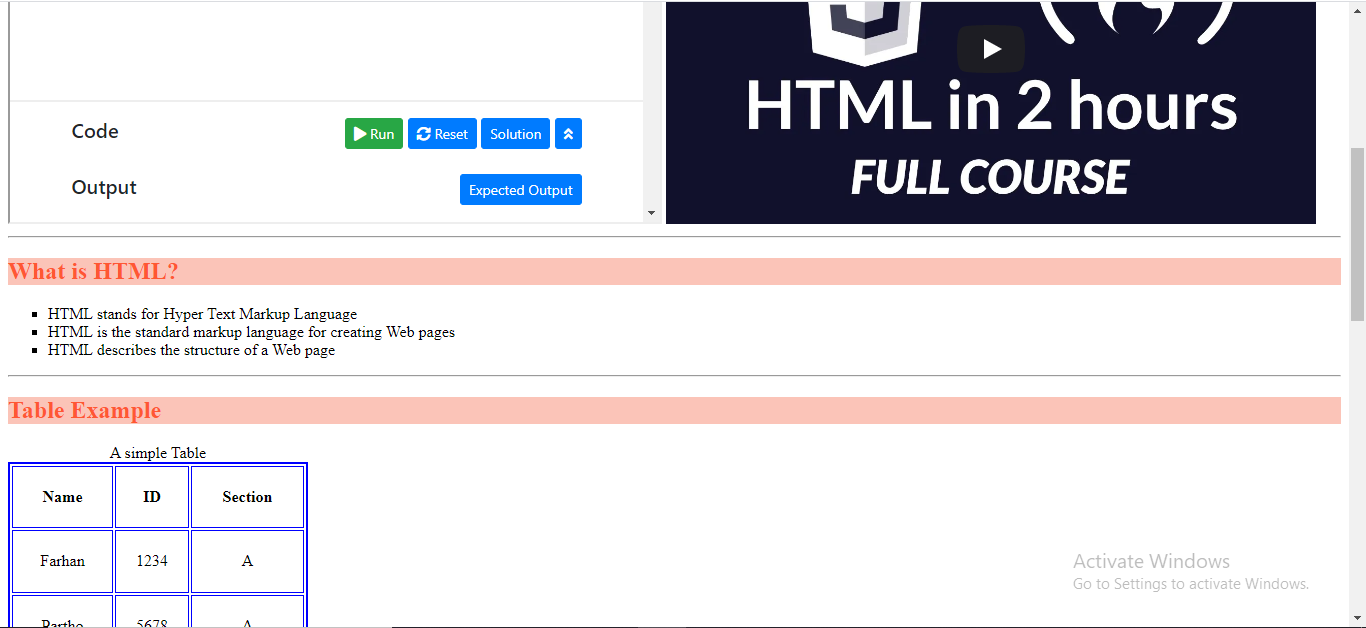 HTML in 2 hours
FULL COURSE
Code
Run Reset Solution
Output
Expected Output
What is HTML?
HTML stands for Hyper Text Markup Language
HTML is the standard markup language for creating Web pages
HTML describes the structure of a Web page
Table Example
A simple Table
Name ID Section
Farhan 1234 A
Partho 5678 A
Activate Windows
Go to Settings to activate Windows.